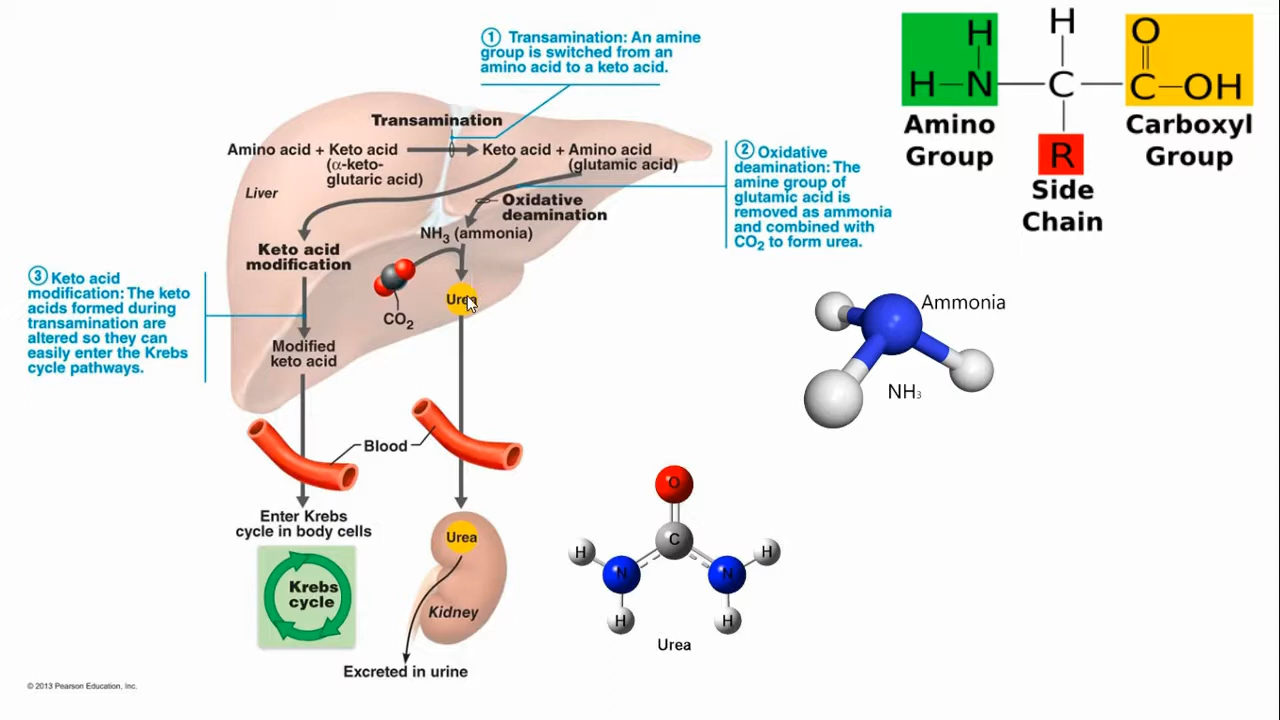 ① Transamination: An amine
group is switched from an
amino acid to a keto acid.
Transamination
Amino acid + Keto acid
(α-keto-
glutaric acid)
Keto acid + Amino acid
(glutamic acid)
Liver
Oxidative
deamination
NH3 (ammonia)
② Oxidative
deamination: The
amine group of
glutamic acid is
removed as ammonia
and combined with
CO2 to form urea.
Keto acid
modification
③ Keto acid
modification: The keto
acids formed during
transamination are
altered so they can
easily enter the Krebs
cycle pathways.
CO2
Urea
Modified
keto acid
Blood
Enter Krebs
cycle in body cells
Krebs
cycle
Urea
Kidney
Excreted in urine
© 2013 Pearson Education, Inc.
H
H–N
H
C
O
C–OH
R
Amino
Group
Side
Chain
Carboxyl
Group
Ammonia
NH3
O
C
H
N
N
H
H
H
Urea